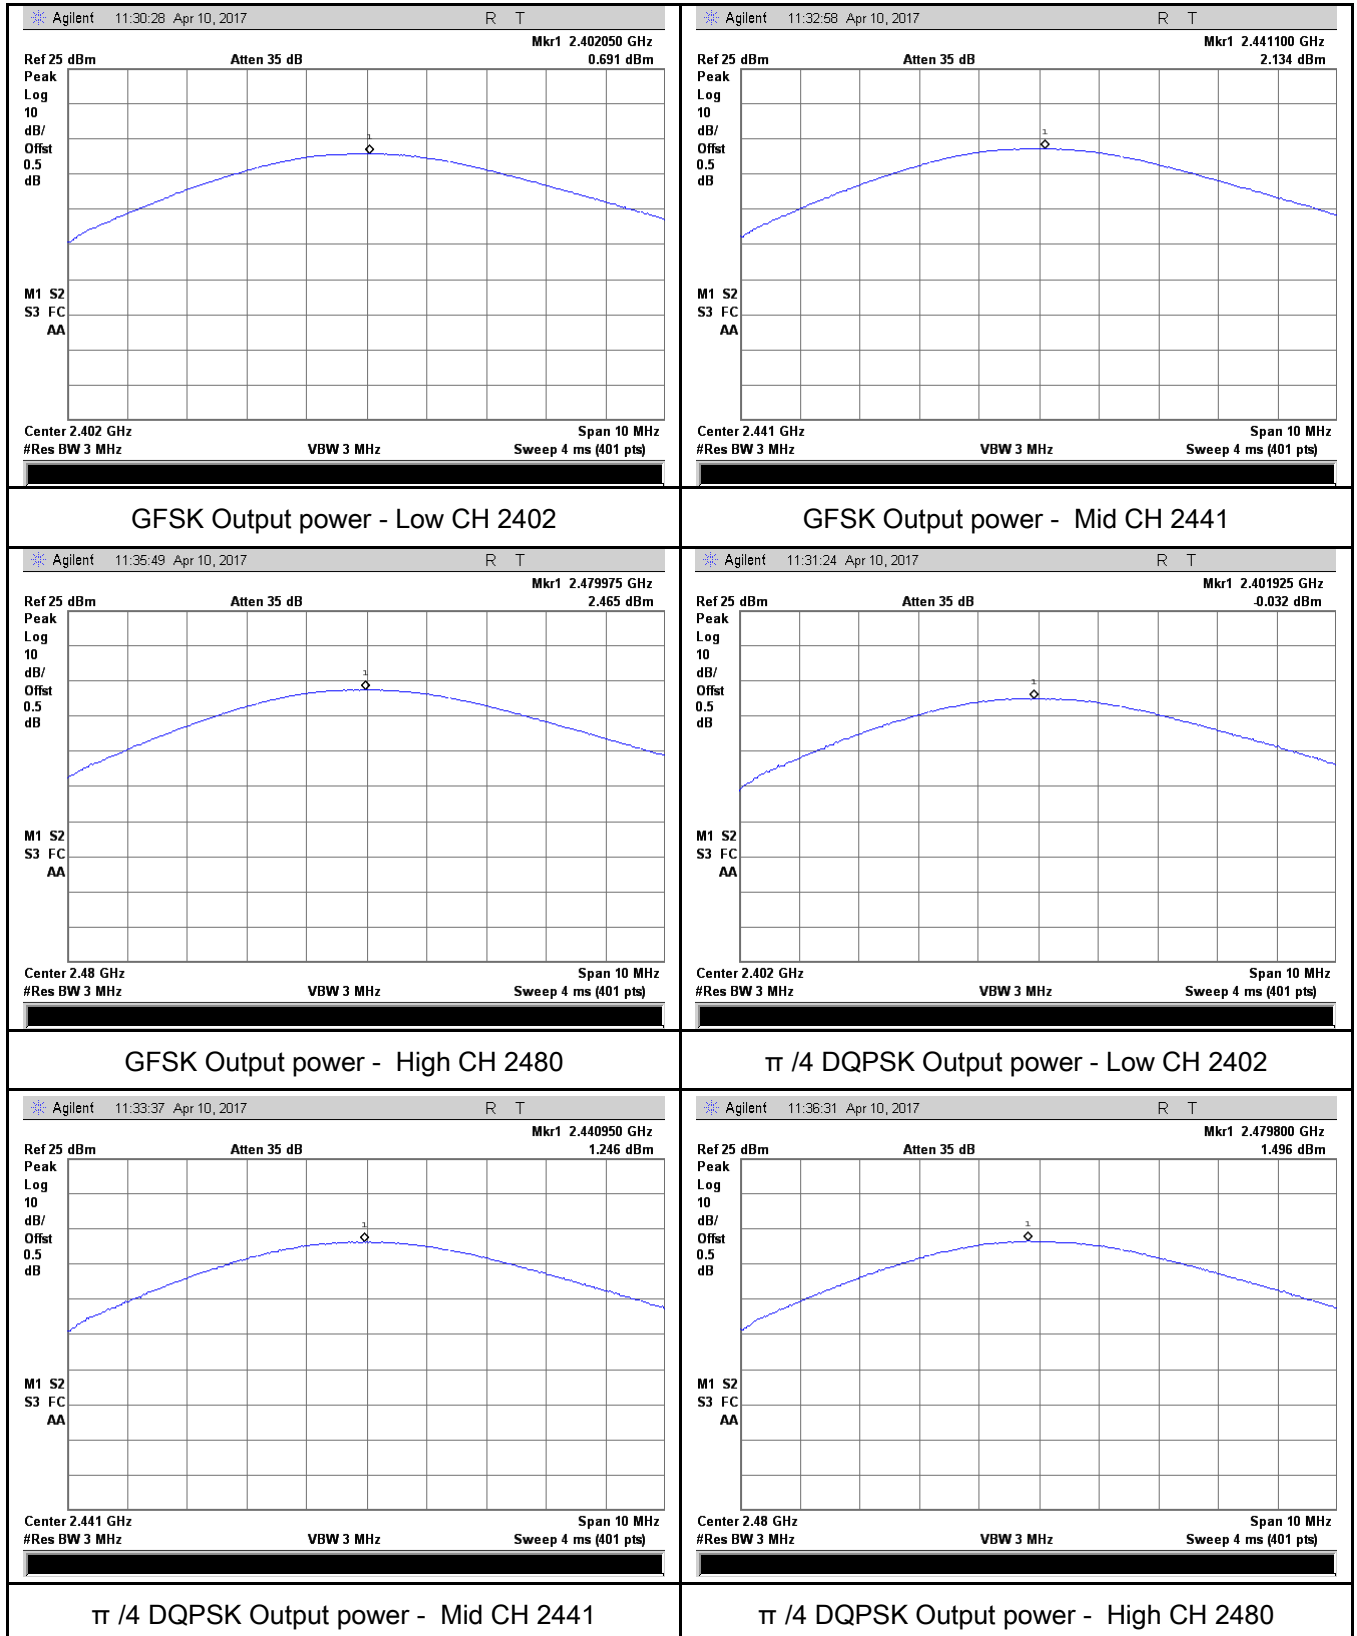 Agilent 11:30:28 Apr 10, 2017 R T
Mkr1 2.402050 GHz
Ref 25 dBm Atten 35 dB 0.691 dBm
Peak
Log
10
dB/
Offst
0.5
dB
1
M1 S2
S3 FC
AA
Center 2.402 GHz Span 10 MHz
#Res BW 3 MHz VBW 3 MHz Sweep 4 ms (401 pts)
GFSK Output power - Low CH 2402
Agilent 11:32:58 Apr 10, 2017 R T
Mkr1 2.441100 GHz
Ref 25 dBm Atten 35 dB 2.134 dBm
Peak
Log
10
dB/
Offst
0.5
dB
1
M1 S2
S3 FC
AA
Center 2.441 GHz Span 10 MHz
#Res BW 3 MHz VBW 3 MHz Sweep 4 ms (401 pts)
GFSK Output power - Mid CH 2441
Agilent 11:35:49 Apr 10, 2017 R T
Mkr1 2.479975 GHz
Ref 25 dBm Atten 35 dB 2.465 dBm
Peak
Log
10
dB/
Offst
0.5
dB
1
M1 S2
S3 FC
AA
Center 2.48 GHz Span 10 MHz
#Res BW 3 MHz VBW 3 MHz Sweep 4 ms (401 pts)
GFSK Output power - High CH 2480
Agilent 11:31:24 Apr 10, 2017 R T
Mkr1 2.401925 GHz
Ref 25 dBm Atten 35 dB -0.032 dBm
Peak
Log
10
dB/
Offst
0.5
dB
1
M1 S2
S3 FC
AA
Center 2.402 GHz Span 10 MHz
#Res BW 3 MHz VBW 3 MHz Sweep 4 ms (401 pts)
π /4 DQPSK Output power - Low CH 2402
Agilent 11:33:37 Apr 10, 2017 R T
Mkr1 2.440950 GHz
Ref 25 dBm Atten 35 dB 1.246 dBm
Peak
Log
10
dB/
Offst
0.5
dB
1
M1 S2
S3 FC
AA
Center 2.441 GHz Span 10 MHz
#Res BW 3 MHz VBW 3 MHz Sweep 4 ms (401 pts)
π /4 DQPSK Output power - Mid CH 2441
Agilent 11:36:31 Apr 10, 2017 R T
Mkr1 2.479800 GHz
Ref 25 dBm Atten 35 dB 1.496 dBm
Peak
Log
10
dB/
Offst
0.5
dB
1
M1 S2
S3 FC
AA
Center 2.48 GHz Span 10 MHz
#Res BW 3 MHz VBW 3 MHz Sweep 4 ms (401 pts)
π /4 DQPSK Output power - High CH 2480